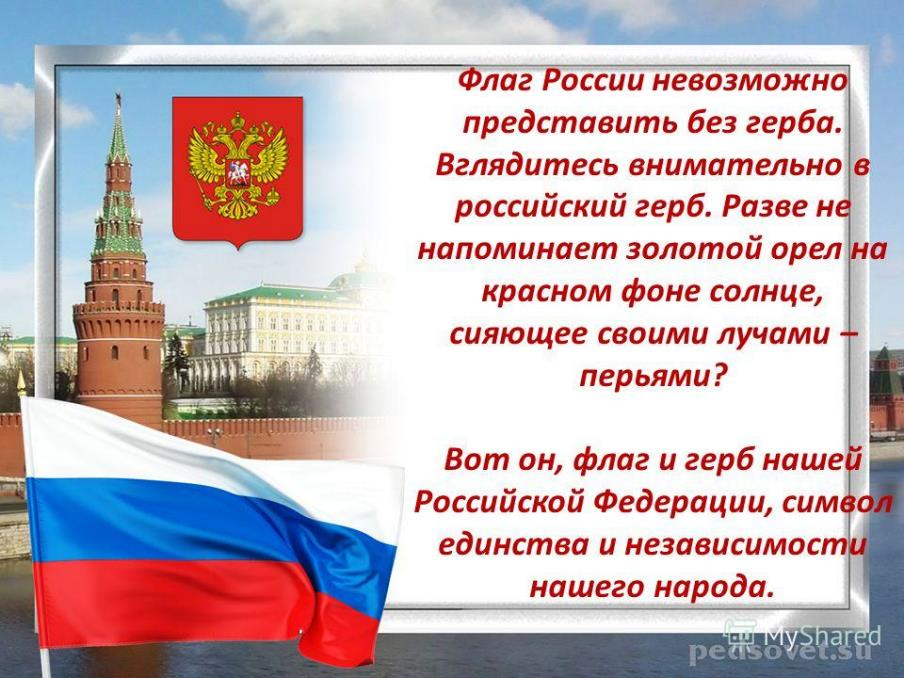 Флаг России невозможно
представить без герба.
Вглядитесь внимательно в
российский герб. Разве не
напоминает золотой орел на
красном фоне солнце,
сияющее своими лучами –
перьями?
Вот он, флаг и герб нашей
Российской Федерации, символ
единства и независимости
нашего народа.
MyShared
pedsovet.su